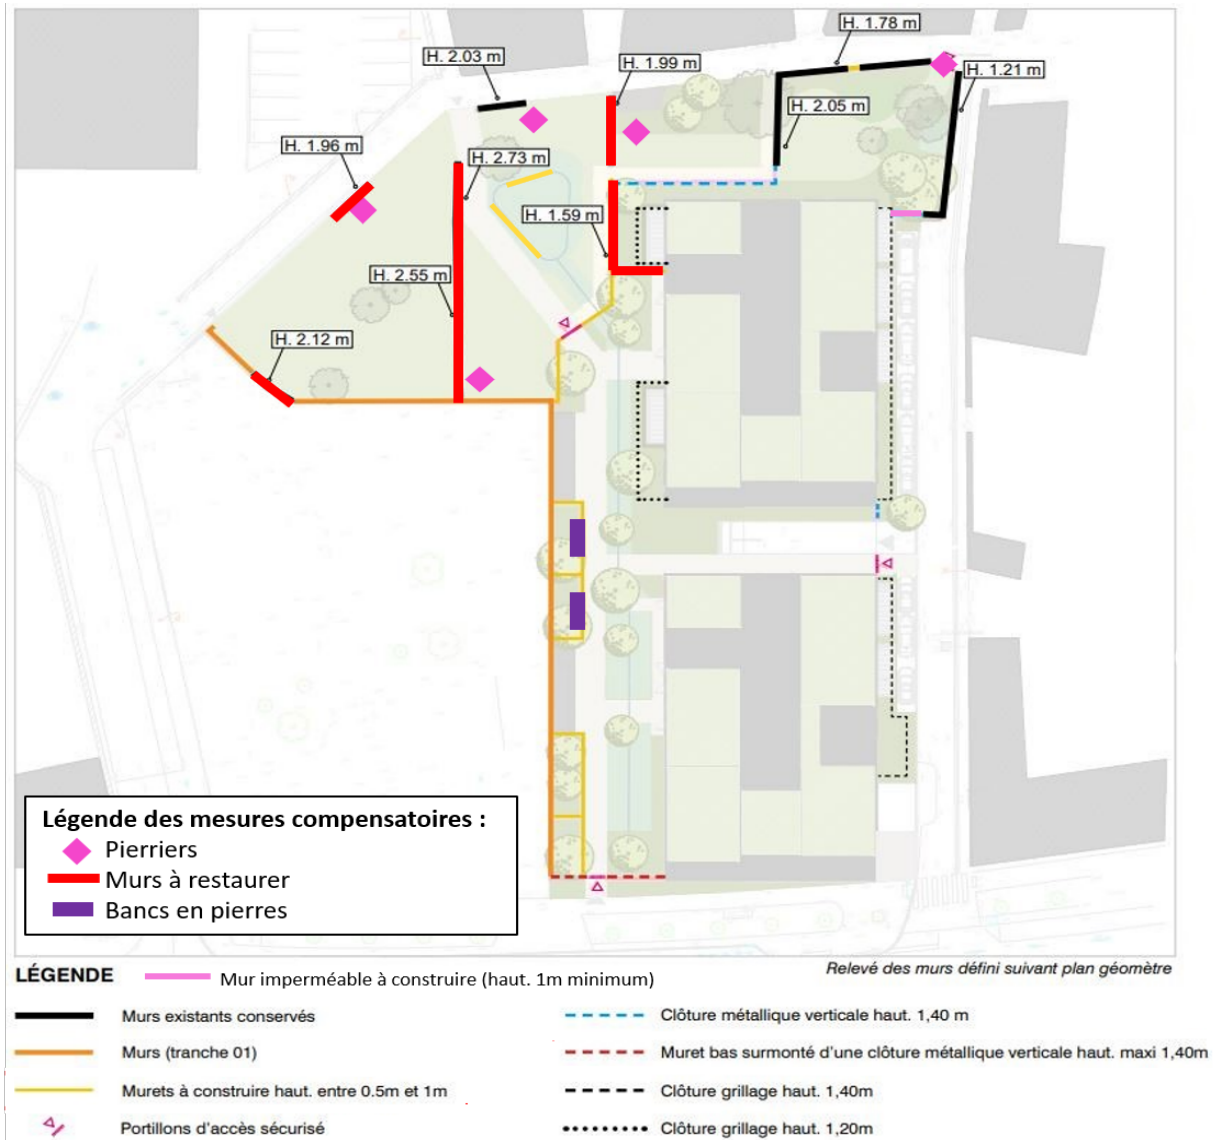 H. 1.78 m
H. 2.03 m
H. 1.99 m
H. 1.21 m
H. 2.05 m
H. 1.96 m
H. 2.73 m
H. 1.59 m
H. 2.55 m
H. 2.12 m
Légende des mesures compensatoires :
Pierriers
Murs à restaurer
Bancs en pierres
LÉGENDE
Mur imperméable à construire (haut. 1m minimum)
Relevé des murs défini suivant plan géomètre
Murs existants conservés
Murs (tranche 01)
Murets à construire haut. entre 0.5m et 1m
Portillons d'accès sécurisé
Clôture métallique verticale haut. 1,40 m
Muret bas surmonté d'une clôture métallique verticale haut. maxi 1,40m
Clôture grillage haut. 1,40m
Clôture grillage haut. 1,20m